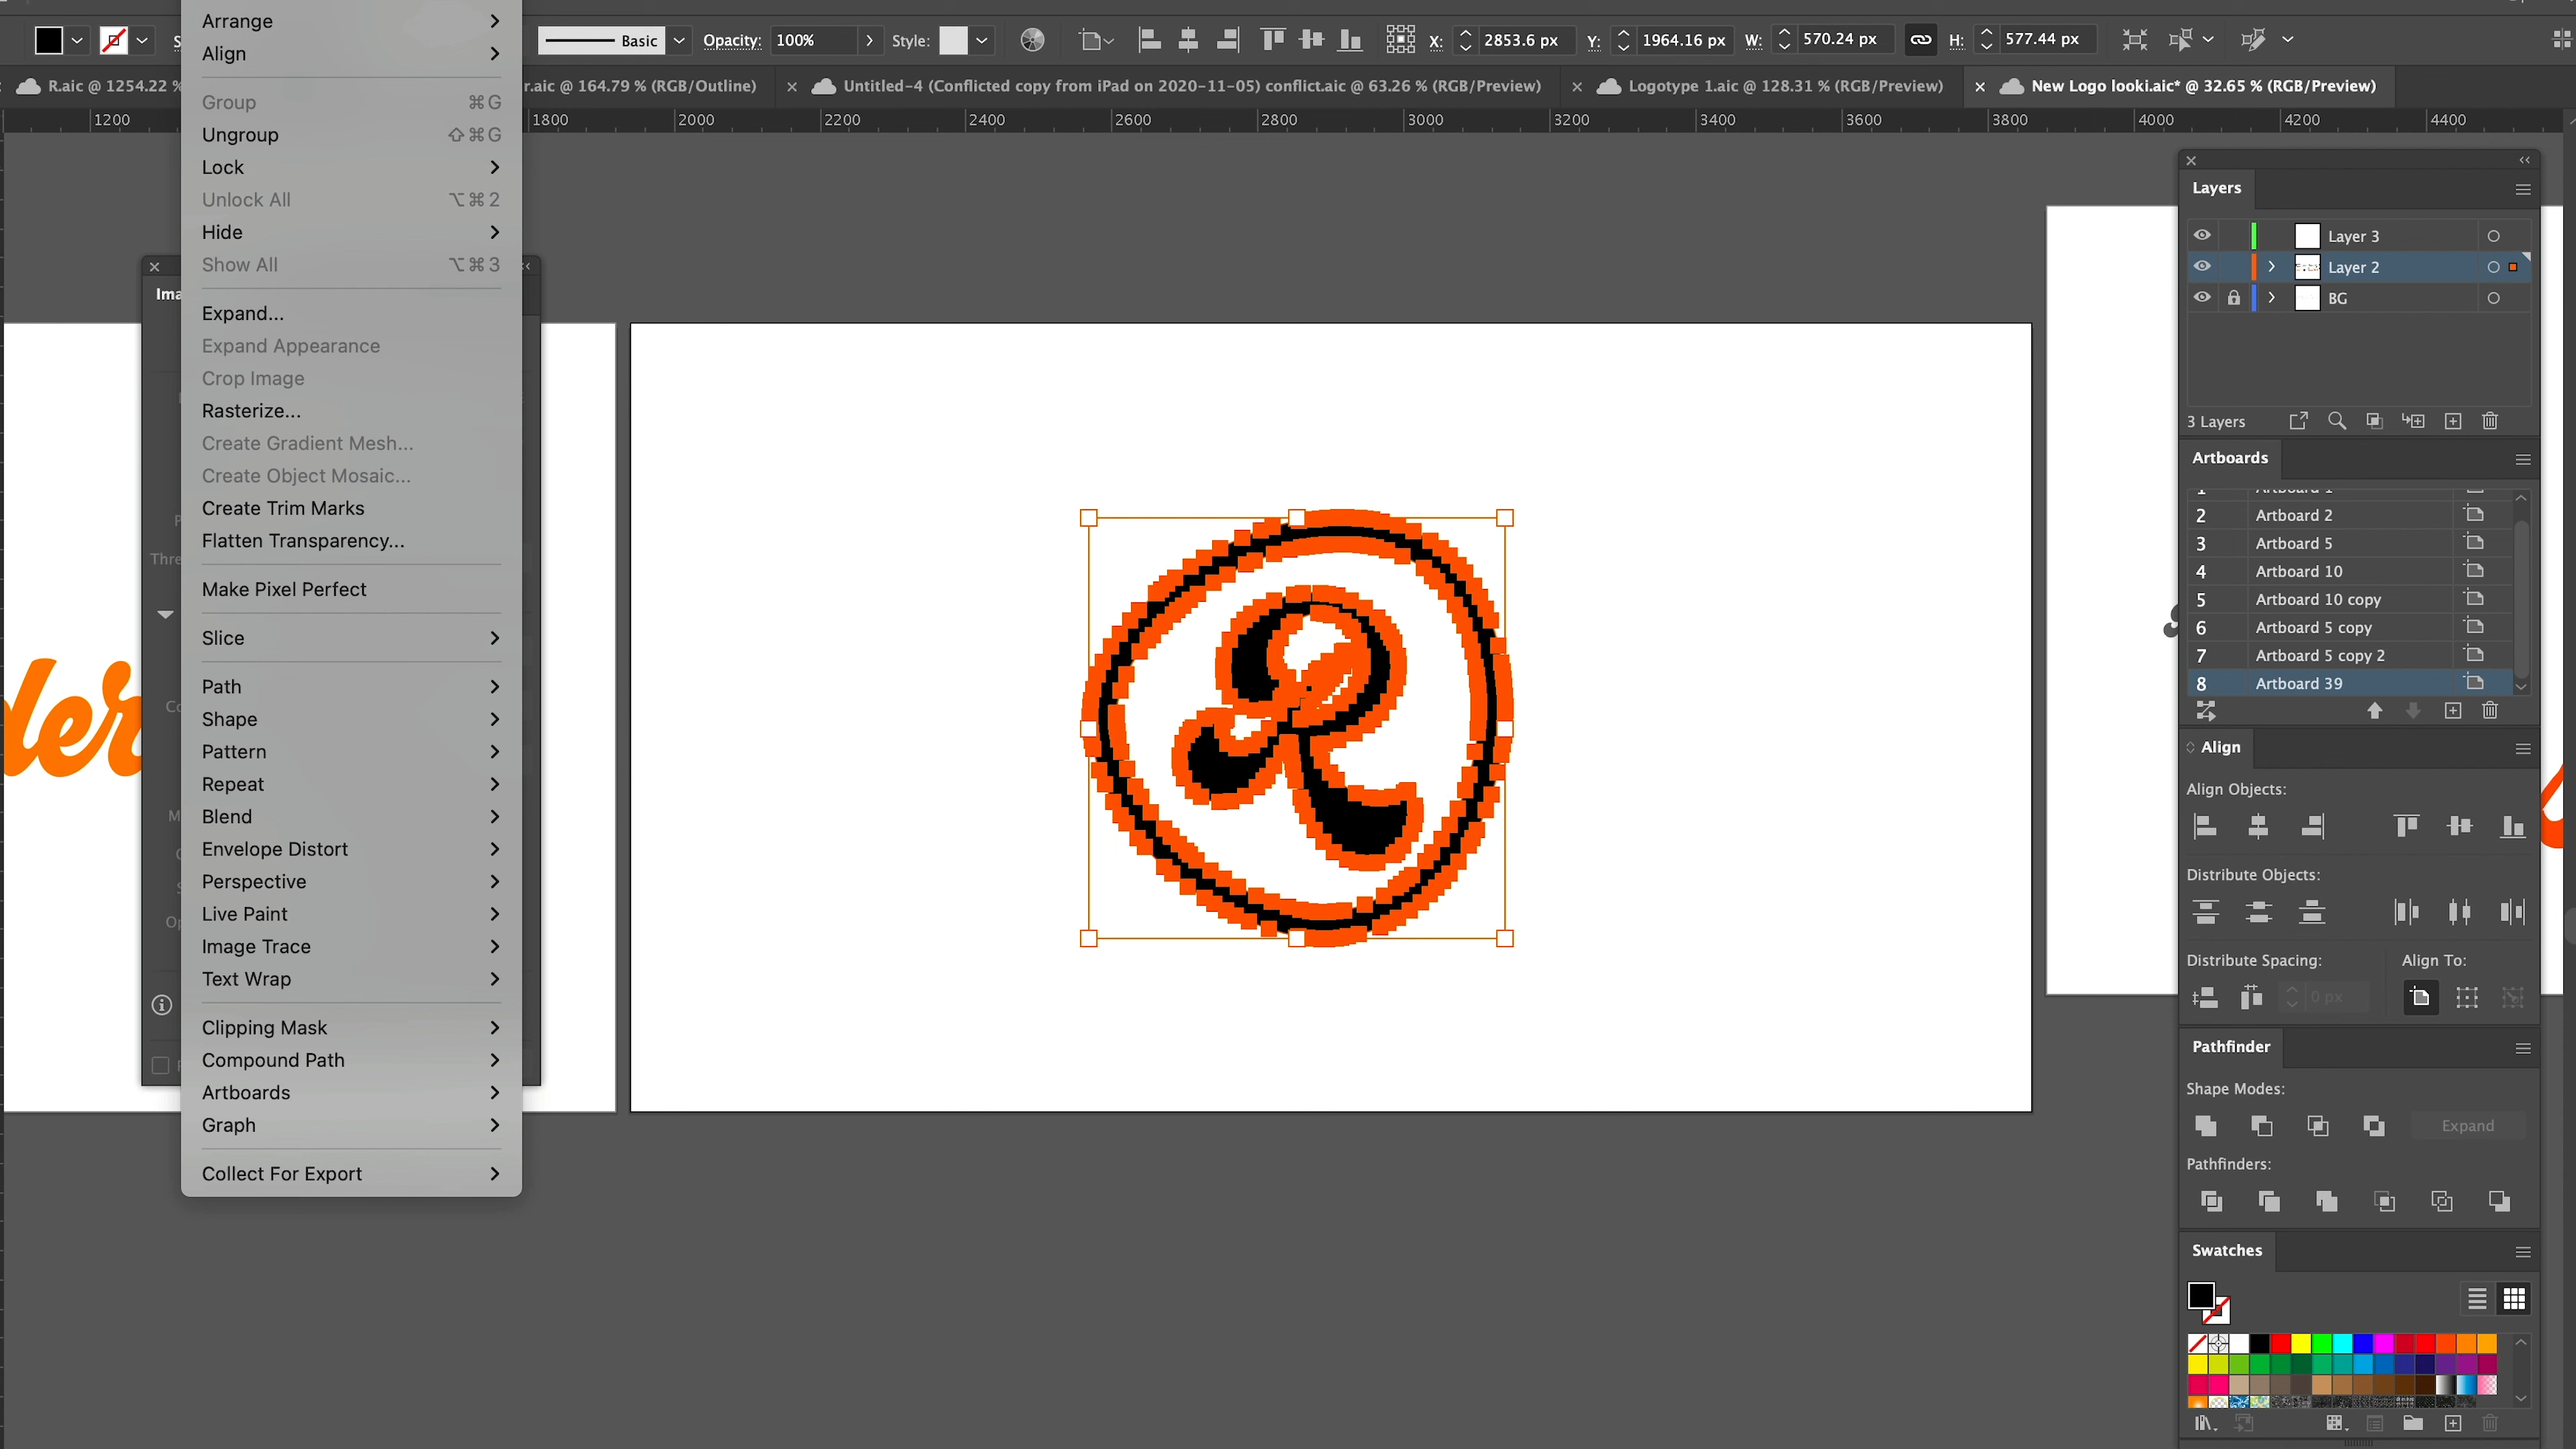 Arrange
Align
Group ⌘G
Ungroup ⇧⌘G
Lock
Unlock All ⌥⌘2
Hide
Show All ⌥⌘3
Expand...
Expand Appearance
Crop Image
Rasterize...
Create Gradient Mesh...
Create Object Mosaic...
Create Trim Marks
Flatten Transparency...
Make Pixel Perfect
Slice
Path
Shape
Pattern
Repeat
Blend
Envelope Distort
Perspective
Live Paint
Image Trace
Text Wrap
Clipping Mask
Compound Path
Artboards
Graph
Collect For Export
Basic Opacity: 100% Style: X: 2853.6 px Y: 1964.16 px W: 570.24 px H: 577.44 px
R.aic @ 1254.22 % r.aic @ 164.79 % (RGB/Outline) Untitled-4 (Conflicted copy from iPad on 2020-11-05) conflict.aic @ 63.26 % (RGB/Preview) Logotype 1.aic @ 128.31 % (RGB/Preview) New Logo looki.aic* @ 32.65 % (RGB/Preview)
1200 1800 2000 2200 2400 2600 2800 3000 3200 3400 3600 3800 4000 4200 4400
Ima
Thre
der
R
Layers
Layer 3
Layer 2
BG
3 Layers
Artboards
1 Artboard 1
2 Artboard 2
3 Artboard 5
4 Artboard 10
5 Artboard 10 copy
6 Artboard 5 copy
7 Artboard 5 copy 2
8 Artboard 39
Align
Align Objects:
Distribute Objects:
Distribute Spacing: Align To:
0 px
Pathfinder
Shape Modes:
Expand
Pathfinders:
Swatches